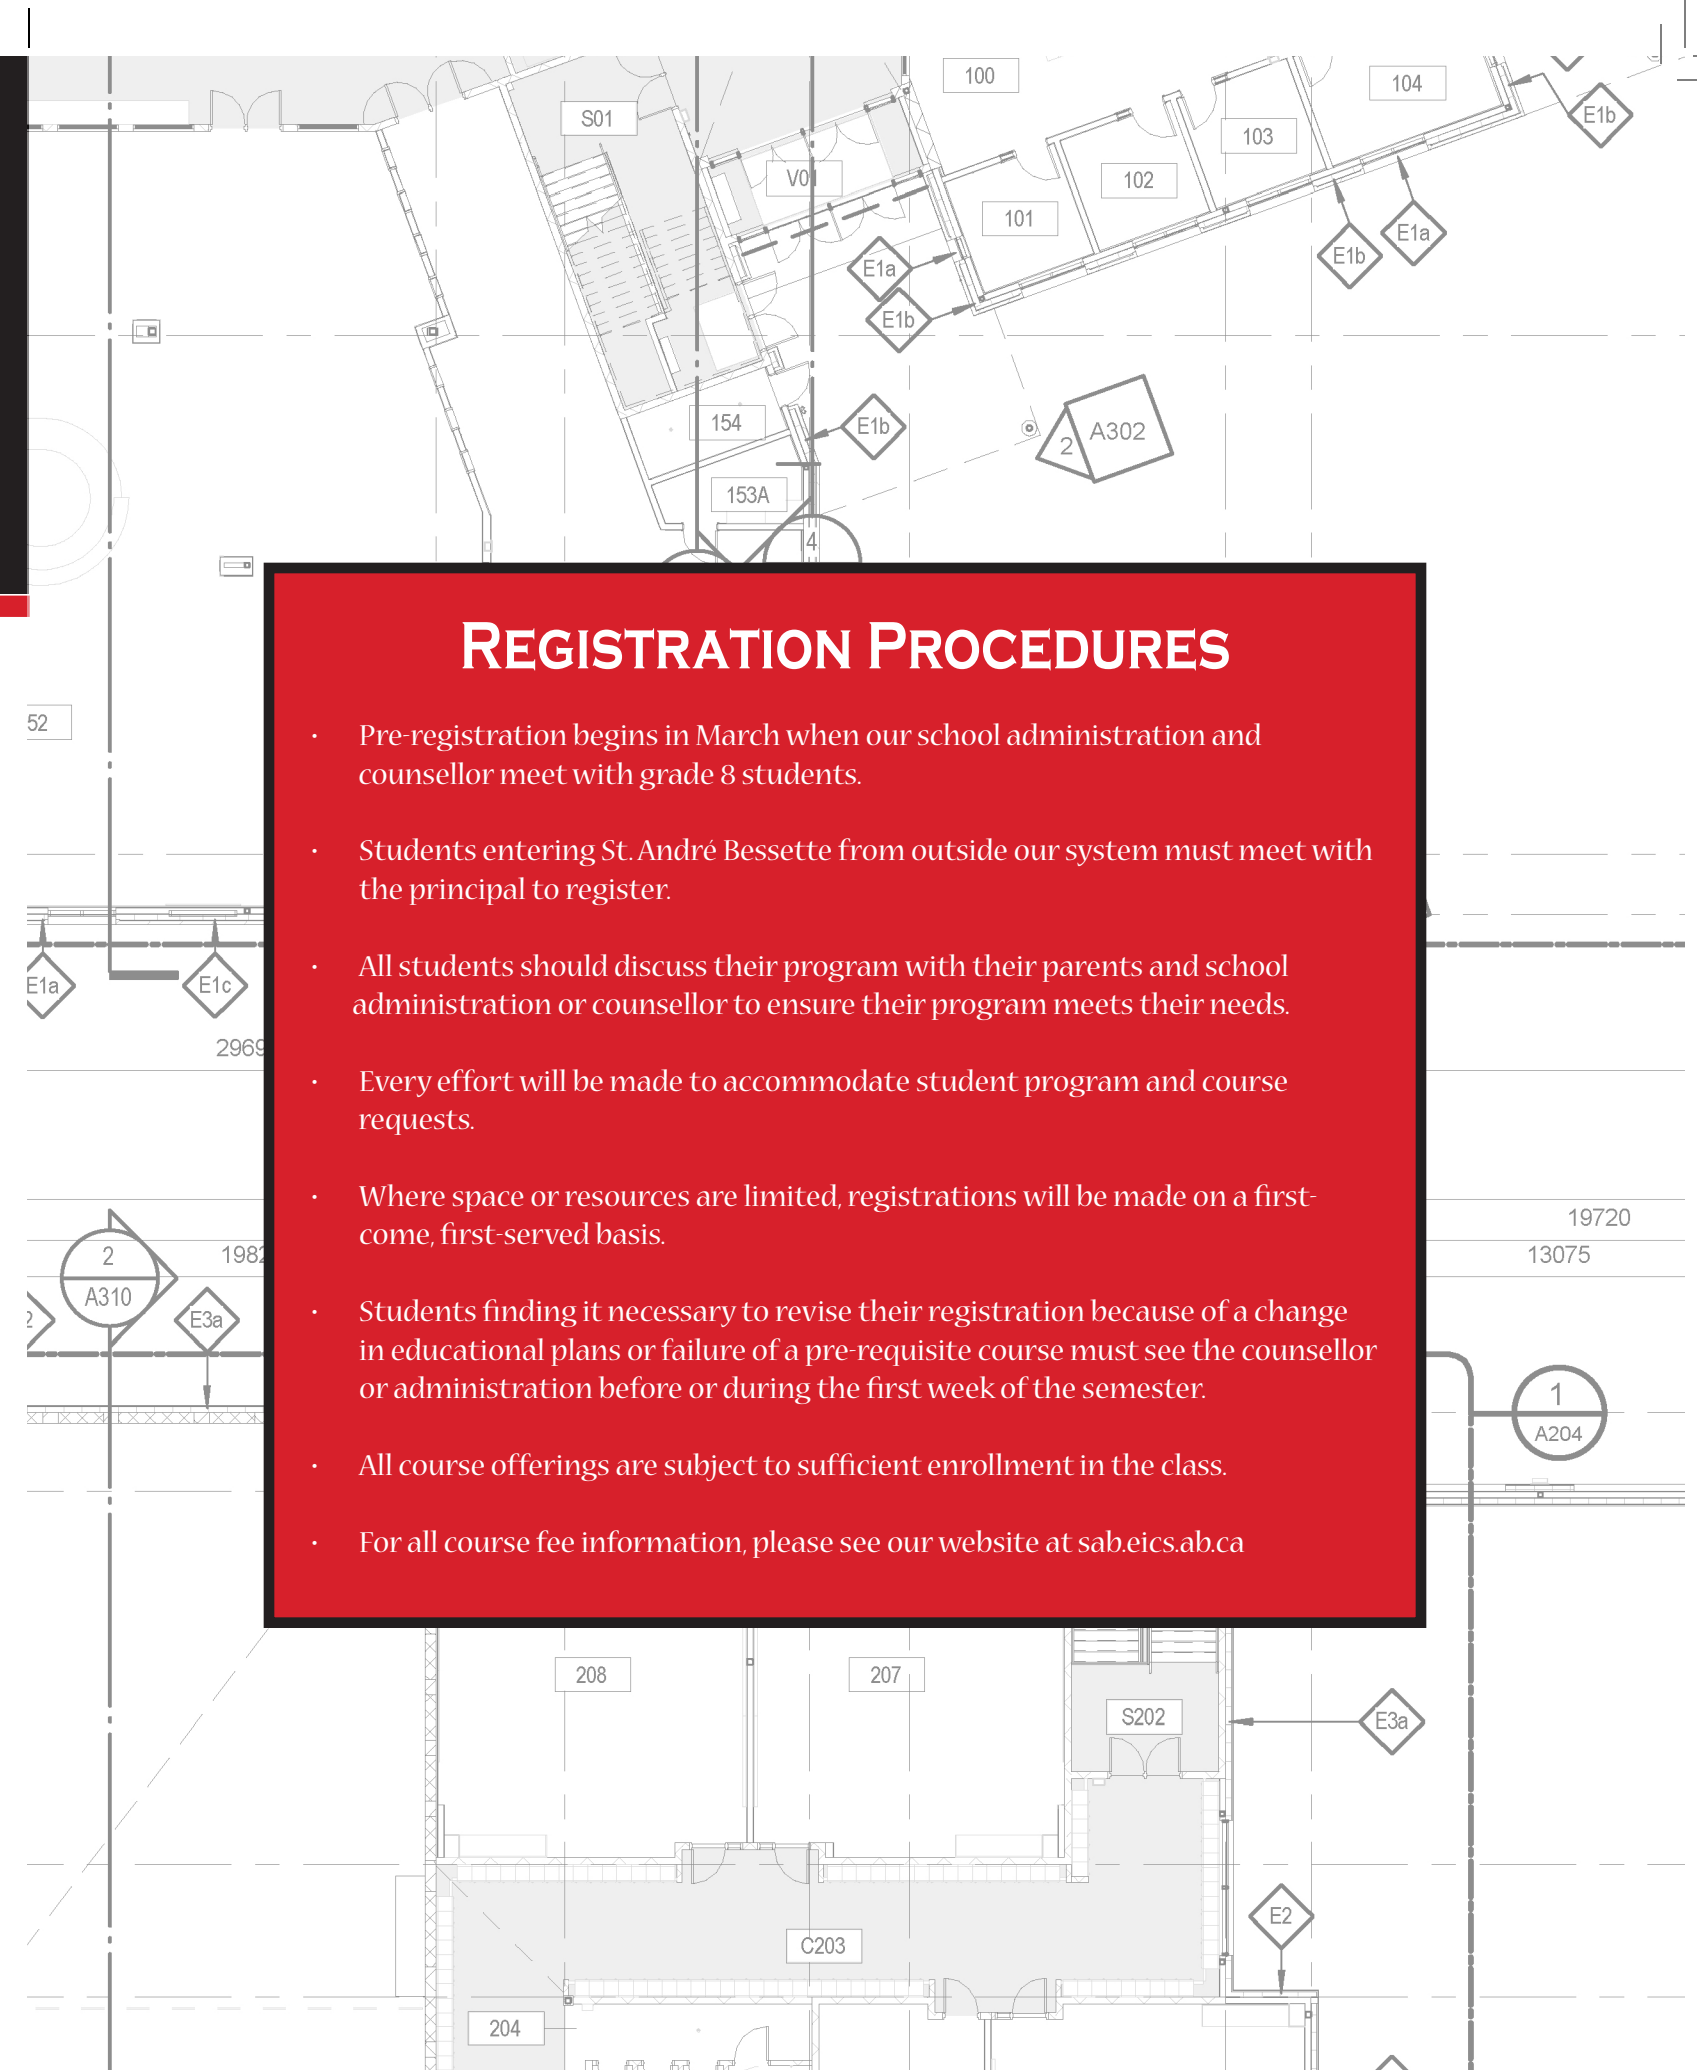 100
104
S01
E1b
103
V01
102
101
E1a
E1b
E1a
E1b
154
E1b
2
A302
153A
4
REGISTRATION PROCEDURES
52
· Pre-registration begins in March when our school administration and
counsellor meet with grade 8 students.
· Students entering St. André Bessette from outside our system must meet with
the principal to register.
· All students should discuss their program with their parents and school
administration or counsellor to ensure their program meets their needs.
E1a
E1c
2969
· Every effort will be made to accommodate student program and course
requests.
· Where space or resources are limited, registrations will be made on a first-
come, first-served basis.
19720
2
1982
13075
A310
2
E3a
· Students finding it necessary to revise their registration because of a change
in educational plans or failure of a pre-requisite course must see the counsellor
or administration before or during the first week of the semester.
1
A204
· All course offerings are subject to sufficient enrollment in the class.
· For all course fee information, please see our website at sab.eics.ab.ca
208
207
S202
E3a
E2
C203
204